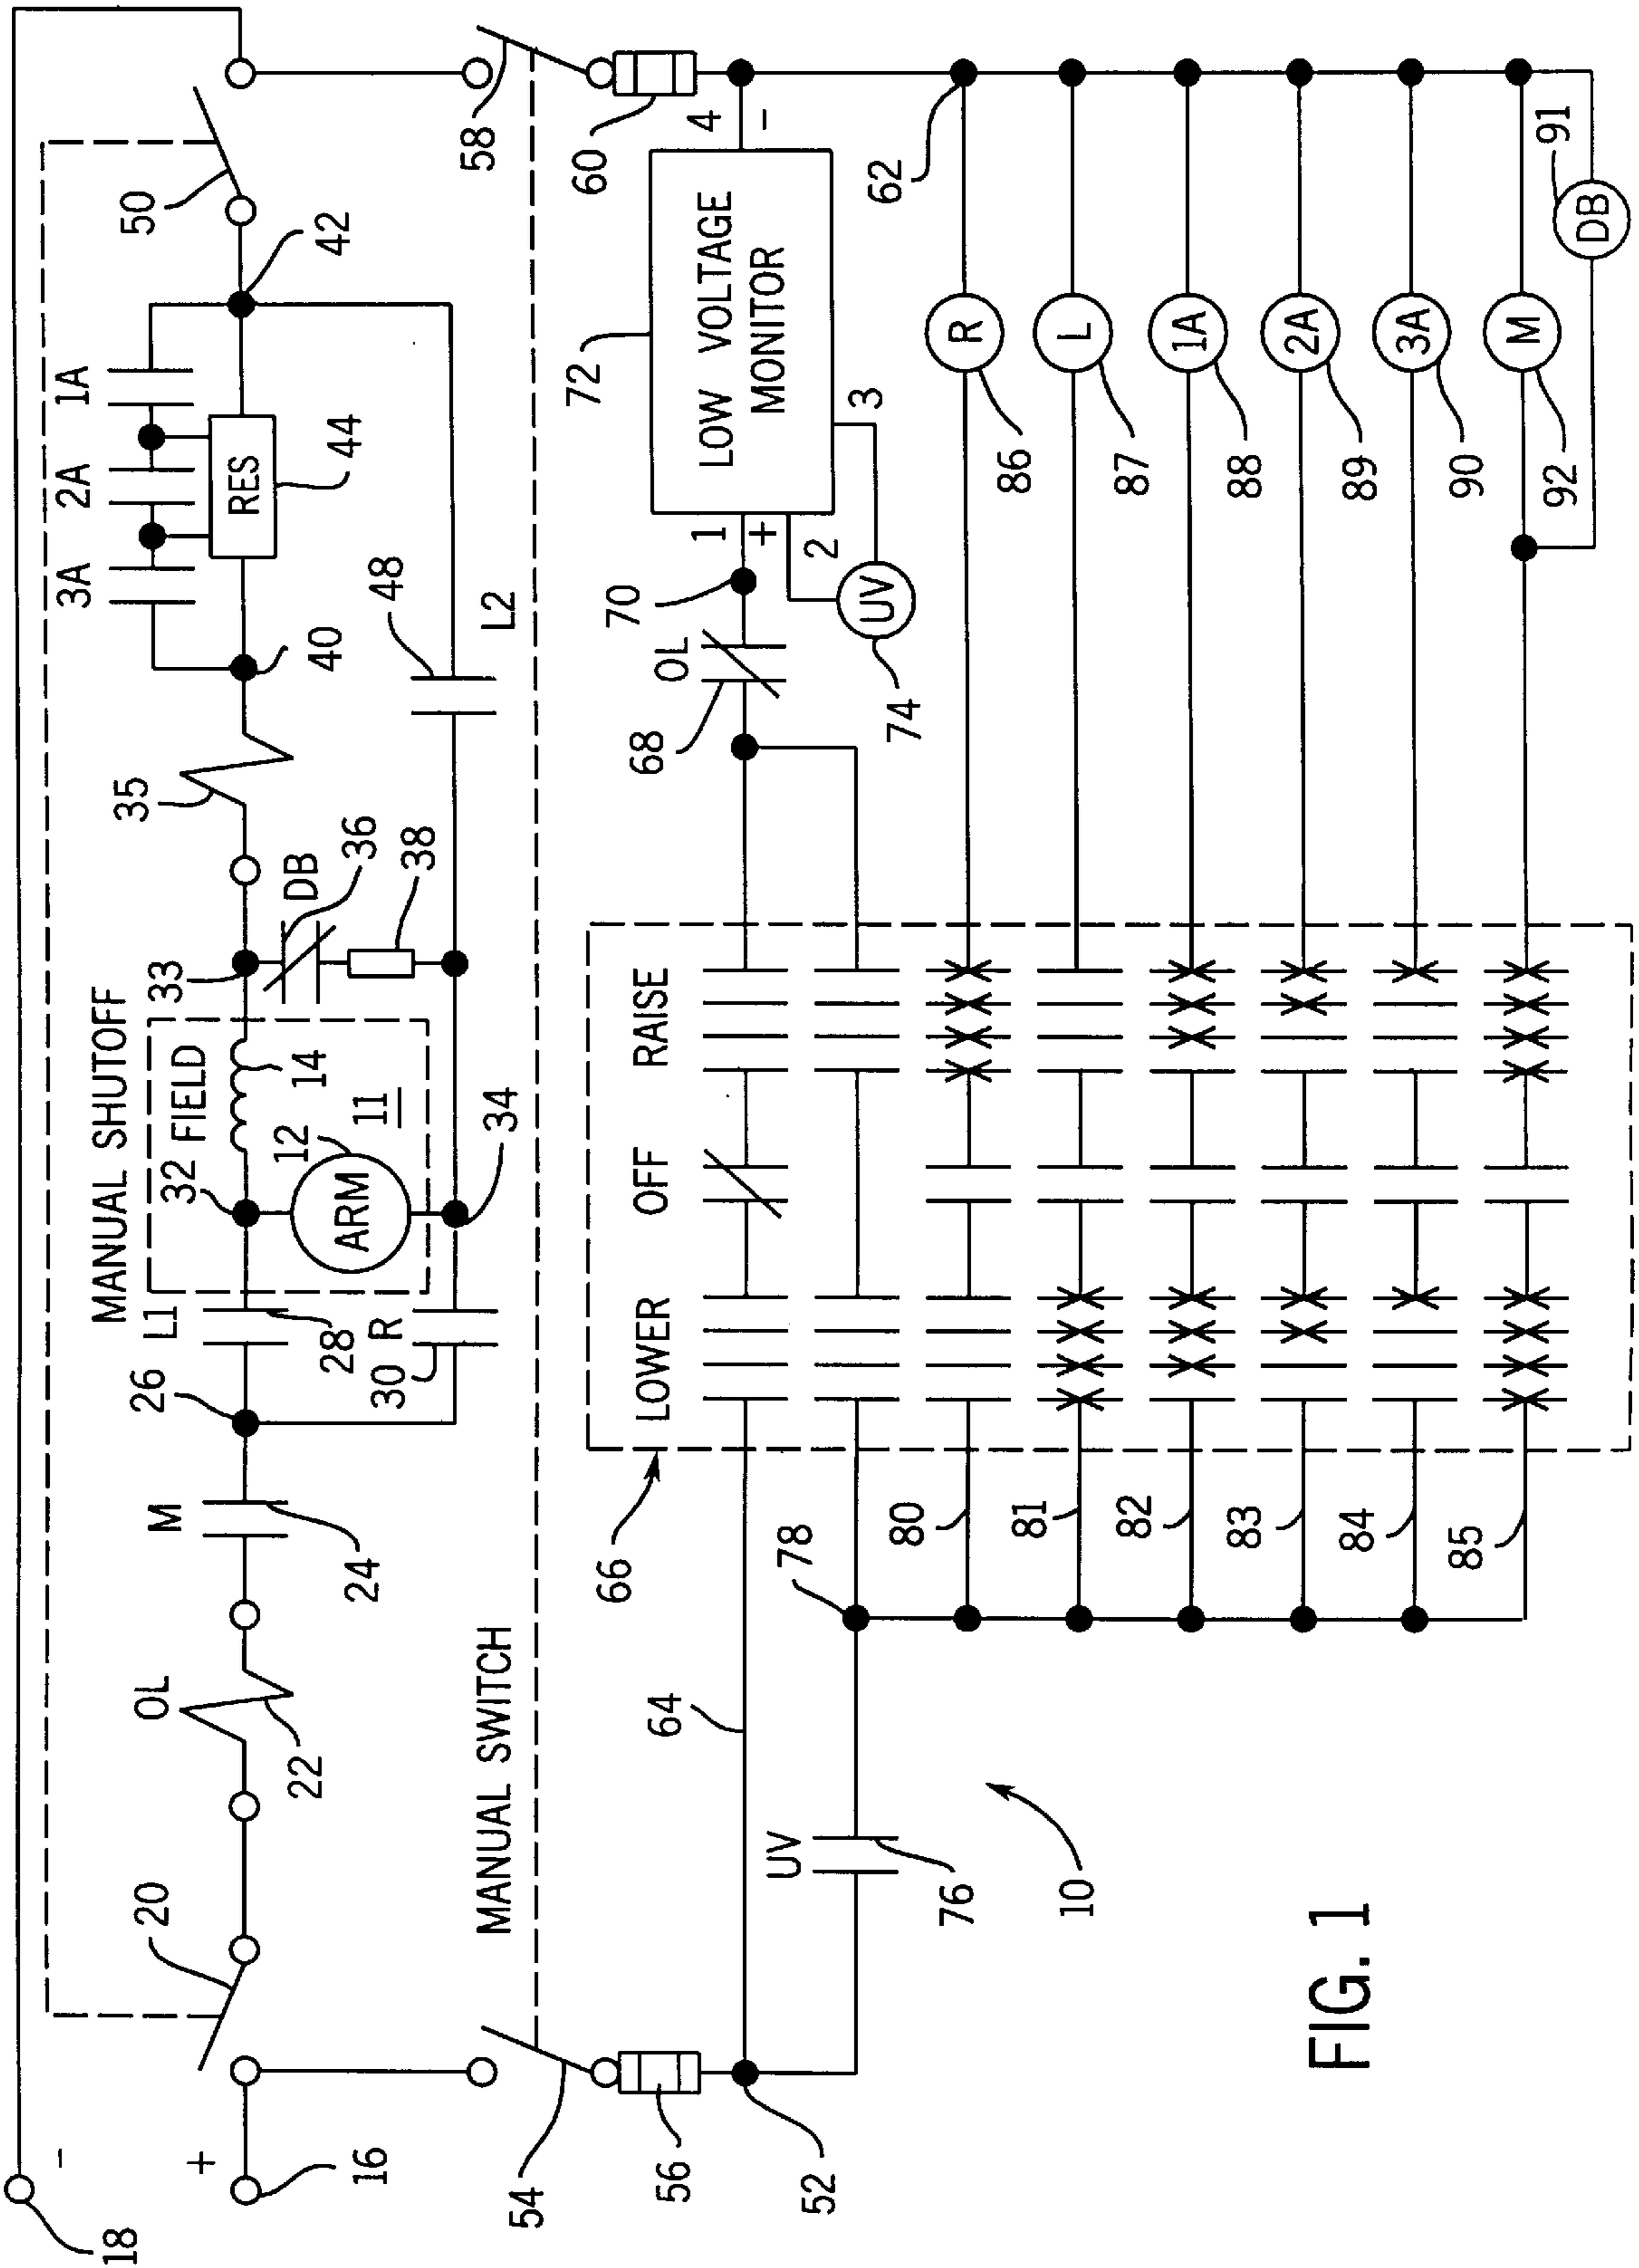 18
-
+
16
20
OL
22
M
24
MANUAL SHUTOFF
26
L1
28
30
R
32
FIELD
14
12
ARM
11
34
33
DB
36
38
35
40
3A
2A
1A
RES
44
42
48
L2
50
MANUAL SWITCH
54
56
52
58
60
64
UV
76
78
66
LOWER
OFF
RAISE
68
OL
70
1
+
2
3
4
-
72
LOW VOLTAGE
MONITOR
UV
74
62
80
R
86
81
L
87
82
1A
88
83
2A
89
84
3A
90
85
M
92
DB
91
10
FIG. 1